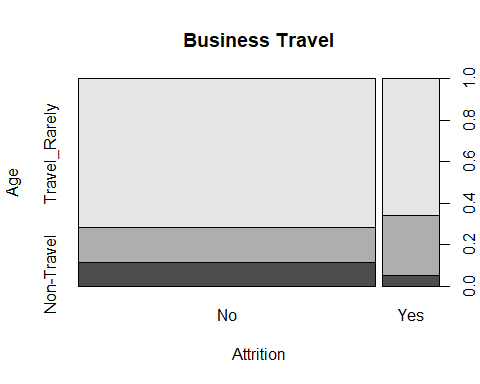 Business Travel
Age
Travel_Rarely
Non-Travel
1.0
0.8
0.6
0.4
0.2
0.0
No
Yes
Attrition